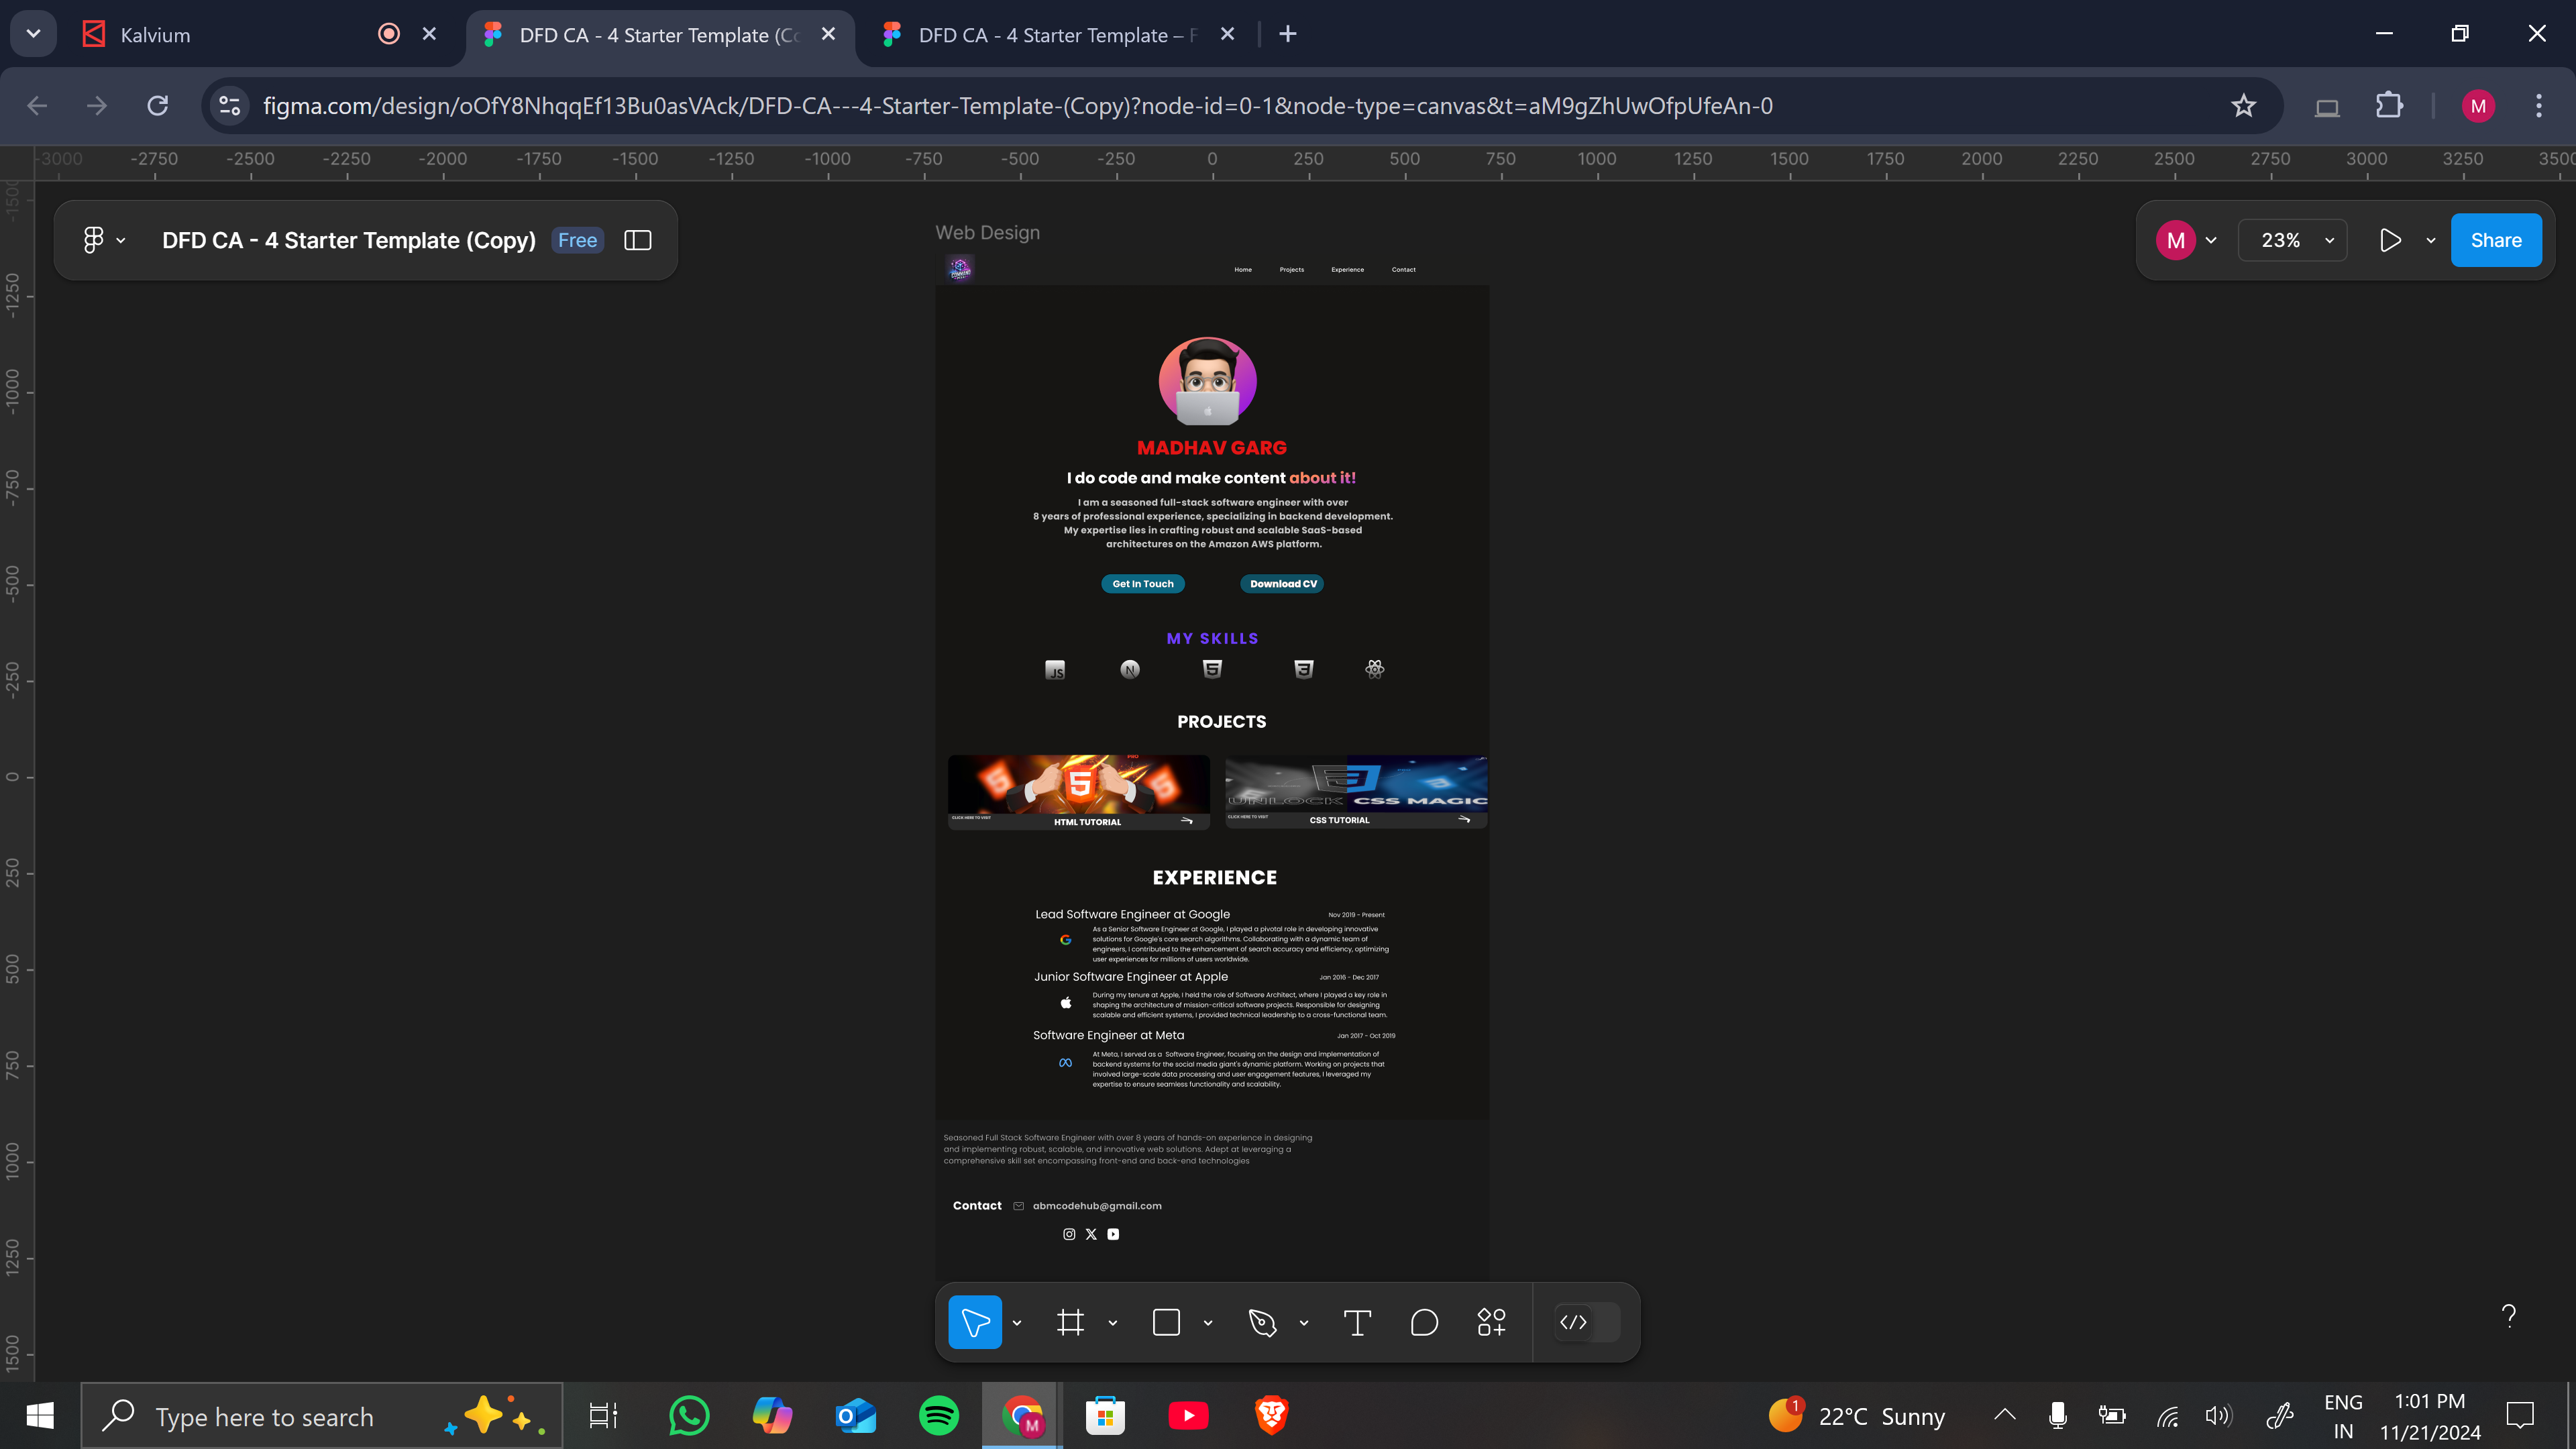 Kalvium
DFD CA - 4 Starter Template (Co
DFD CA - 4 Starter Template – F
figma.com/design/oOfY8NhqqEf13Bu0asVAck/DFD-CA---4-Starter-Template-(Copy)?node-id=0-1&node-type=canvas&t=aM9gZhUwOfpUfeAn-0
M
-3000 -2750 -2500 -2250 -2000 -1750 -1500 -1250 -1000 -750 -500 -250 0 250 500 750 1000 1250 1500 1750 2000 2250 2500 2750 3000 3250 3500
-1500
-1250
-1000
-750
-500
-250
0
250
500
750
1000
1250
1500
DFD CA - 4 Starter Template (Copy) Free
M 23% Share
Web Design
Home Projects Experience Contact
MADHAV GARG
I do code and make content about it!
I am a seasoned full-stack software engineer with over
8 years of professional experience, specializing in backend development.
My expertise lies in crafting robust and scalable SaaS-based
architectures on the Amazon AWS platform.
Get In Touch Download CV
MY SKILLS
JS N 5 3
PROJECTS
PRO
5
UNLOCK CSS MAGIC
CLICK HERE TO VISIT
HTML TUTORIAL
CLICK HERE TO VISIT
CSS TUTORIAL
EXPERIENCE
Lead Software Engineer at Google Nov 2019 - Present
As a Senior Software Engineer at Google, I played a pivotal role in developing innovative
solutions for Google's core search algorithms. Collaborating with a dynamic team of
engineers, I contributed to the enhancement of search accuracy and efficiency, optimizing
user experiences for millions of users worldwide.
Junior Software Engineer at Apple Jan 2016 - Dec 2017
During my tenure at Apple, I held the role of Software Architect, where I played a key role in
shaping the architecture of mission-critical software projects. Responsible for designing
scalable and efficient systems, I provided technical leadership to a cross-functional team.
Software Engineer at Meta Jan 2017 - Oct 2019
At Meta, I served as a Software Engineer, focusing on the design and implementation of
backend systems for the social media giant's dynamic platform. Working on projects that
involved large-scale data processing and user engagement features, I leveraged my
expertise to ensure seamless functionality and scalability.
Seasoned Full Stack Software Engineer with over 8 years of hands-on experience in designing
and implementing robust, scalable, and innovative web solutions. Adept at leveraging a
comprehensive skill set encompassing front-end and back-end technologies
Contact abmcodehub@gmail.com
Type here to search
M
1
22°C Sunny
ENG
IN
1:01 PM
11/21/2024